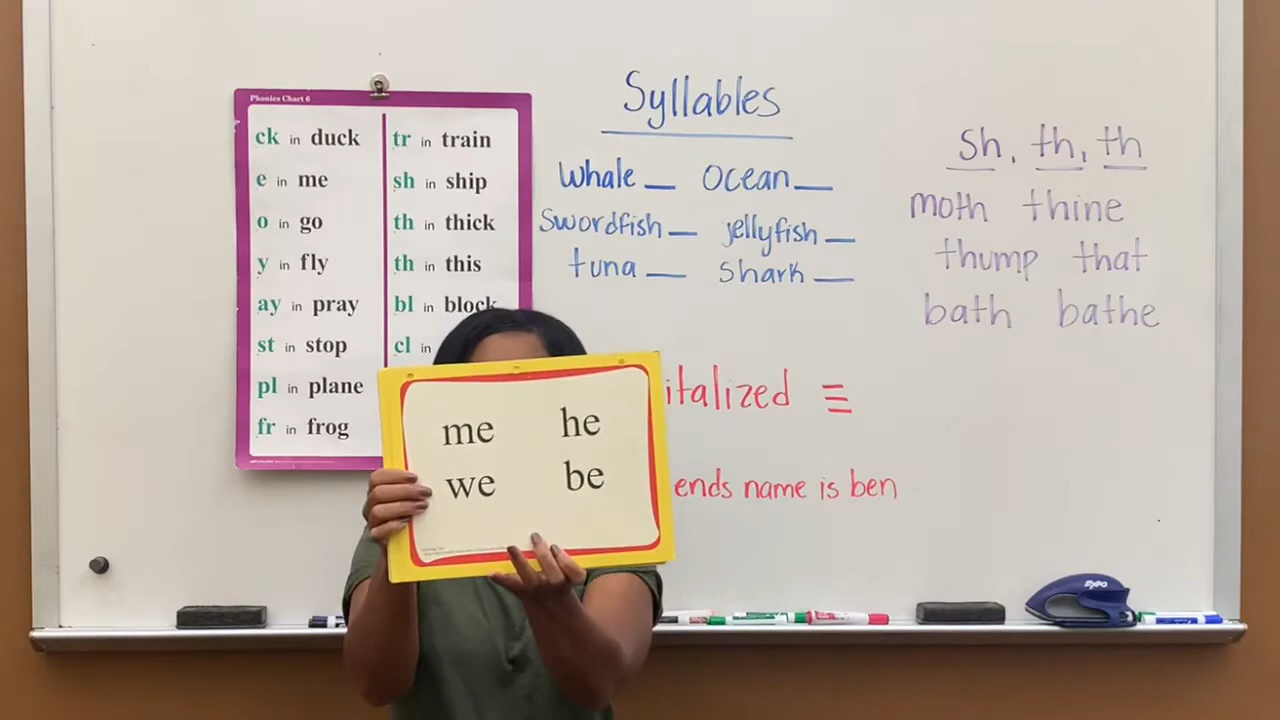 Phonics Chart 6
ck in duck
e in me
o in go
y in fly
ay in pray
st in stop
pl in plane
fr in frog
tr in train
sh in ship
th in thick
th in this
bl in block
cl in
Syllables
whale __ Ocean __
Swordfish __ jellyfish __
tuna __ shark __
sh, th, th
moth thine
thump that
bath bathe
italized ≡
ends name is ben
me he
we be
EXPO